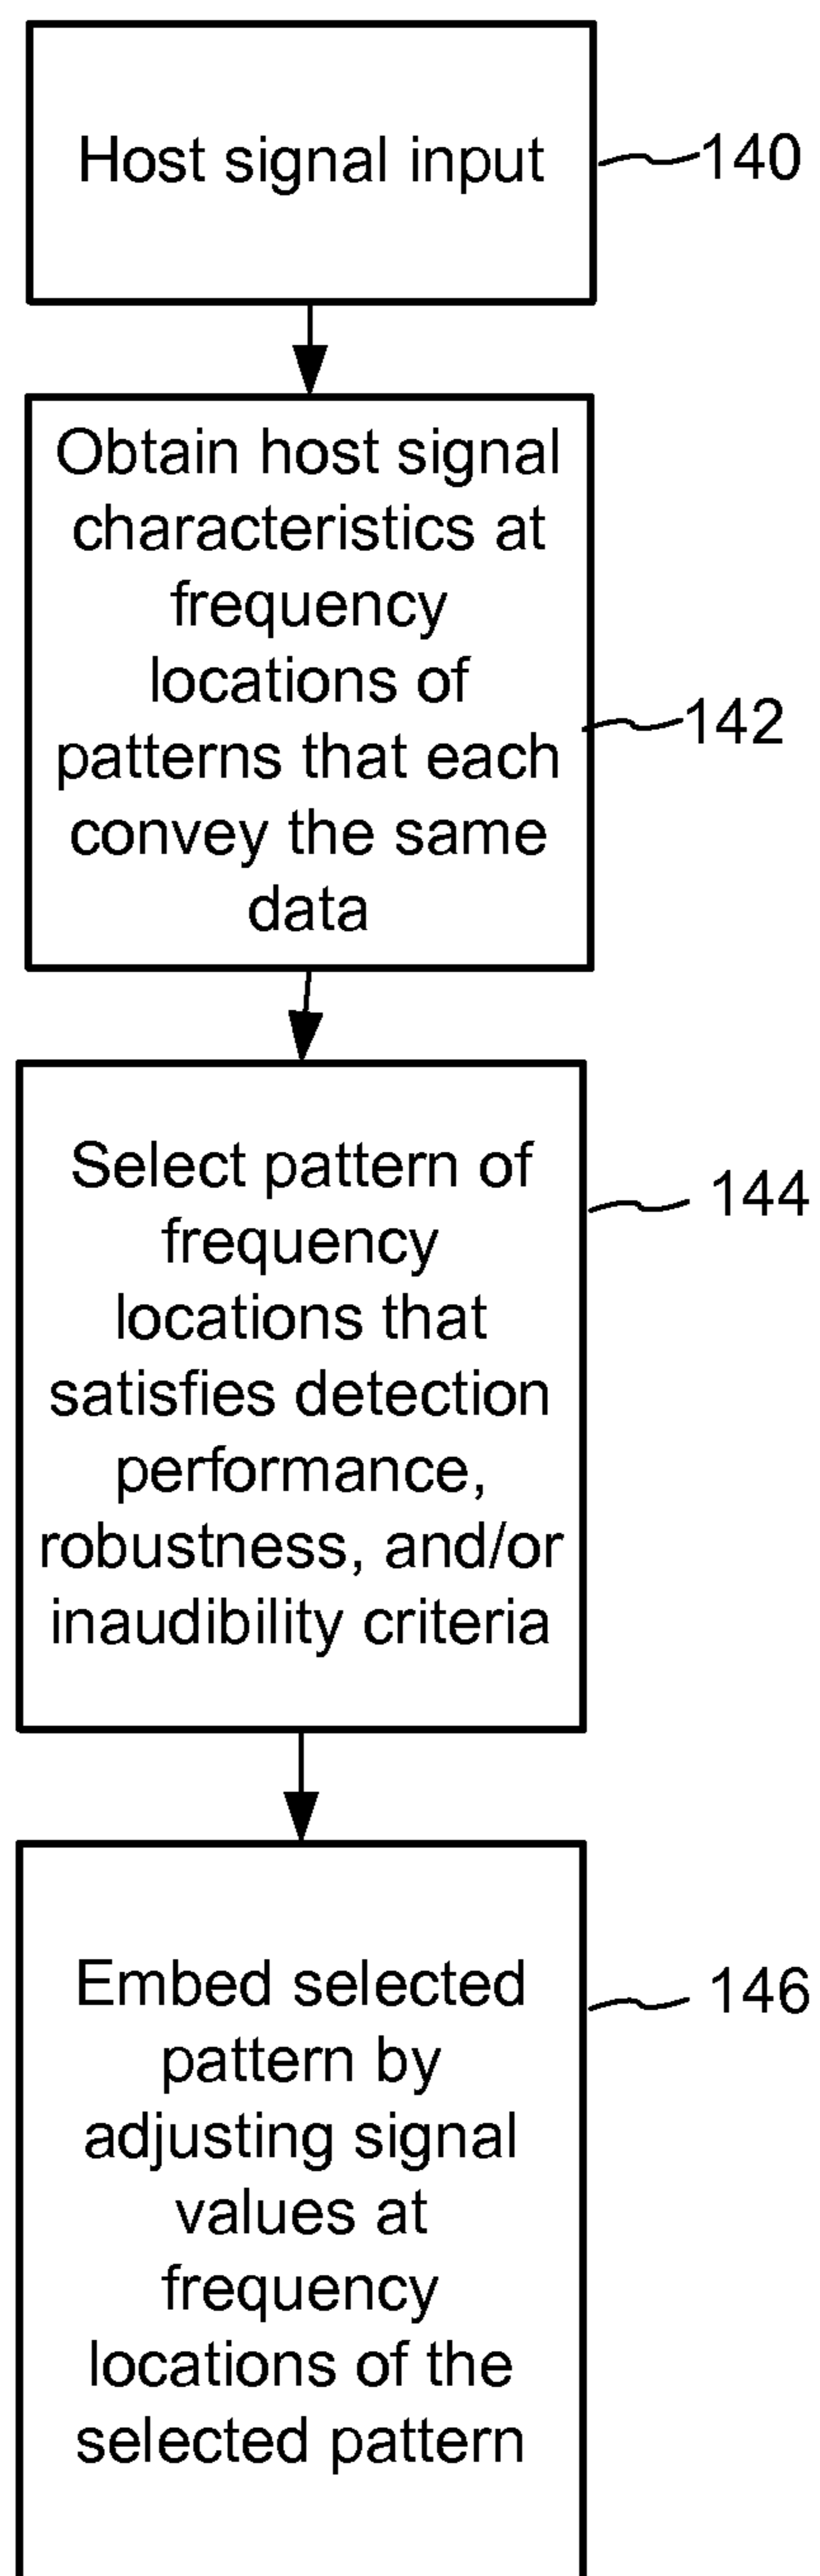 Host signal input
140
Obtain host signal
characteristics at
frequency
locations of
patterns that each
convey the same
data
142
Select pattern of
frequency
locations that
satisfies detection
performance,
robustness, and/or
inaudibility criteria
144
Embed selected
pattern by
adjusting signal
values at
frequency
locations of the
selected pattern
146